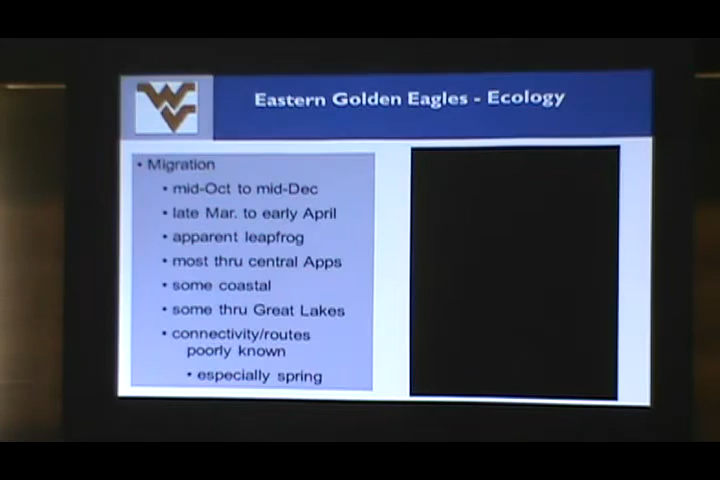 WV
Eastern Golden Eagles - Ecology
• Migration
• mid-Oct to mid-Dec
• late Mar. to early April
• apparent leapfrog
• most thru central Apps
• some coastal
• some thru Great Lakes
• connectivity/routes
poorly known
• especially spring